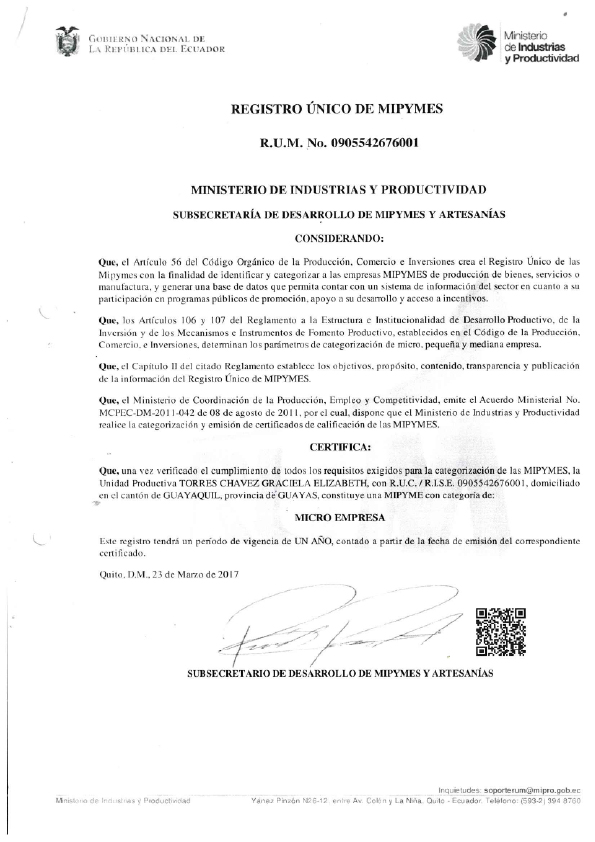 GOBIERNO NACIONAL DE
LA REPÚBLICA DEL ECUADOR
Ministerio
de Industrias
y Productividad
REGISTRO ÚNICO DE MIPYMES
R.U.M. No. 0905542676001
MINISTERIO DE INDUSTRIAS Y PRODUCTIVIDAD
SUBSECRETARÍA DE DESARROLLO DE MIPYMES Y ARTESANÍAS
CONSIDERANDO:
Que, el Artículo 56 del Código Orgánico de la Producción, Comercio e Inversiones crea el Registro Único de las
Mipymes con la finalidad de identificar y categorizar a las empresas MIPYMES de producción de bienes, servicios o
manufactura, y generar una base de datos que permita contar con un sistema de información del sector en cuanto a su
participación en programas públicos de promoción, apoyo a su desarrollo y acceso a incentivos.
Que, los Artículos 106 y 107 del Reglamento a la Estructura e Institucionalidad de Desarrollo Productivo, de la
Inversión y de los Mecanismos e Instrumentos de Fomento Productivo, establecidos en el Código de la Producción,
Comercio, e Inversiones, determinan los parámetros de categorización de micro, pequeña y mediana empresa.
Que, el Capítulo II del citado Reglamento establece los objetivos, propósito, contenido, transparencia y publicación
de la información del Registro Único de MIPYMES.
Que, el Ministerio de Coordinación de la Producción, Empleo y Competitividad, emite el Acuerdo Ministerial No.
MCPEC-DM-2011-042 de 08 de agosto de 2011, por el cual, dispone que el Ministerio de Industrias y Productividad
realice la categorización y emisión de certificados de calificación de las MIPYMES.
CERTIFICA:
Que, una vez verificado el cumplimiento de todos los requisitos exigidos para la categorización de las MIPYMES, la
Unidad Productiva TORRES CHAVEZ GRACIELA ELIZABETH, con R.U.C. / R.I.S.E. 0905542676001, domiciliado
en el cantón de GUAYAQUIL, provincia de GUAYAS, constituye una MIPYME con categoría de:
MICRO EMPRESA
Este registro tendrá un período de vigencia de UN AÑO, contado a partir de la fecha de emisión del correspondiente
certificado.
Quito, D.M., 23 de Marzo de 2017
SUBSECRETARIO DE DESARROLLO DE MIPYMES Y ARTESANÍAS
Inquietudes: soporterum@mipro.gob.ec
Ministerio de Industrias y Productividad
Yanez Pinzón N26-12, entre Av. Colón y La Niña, Quito - Ecuador. Teléfono: (593-2) 394 8760